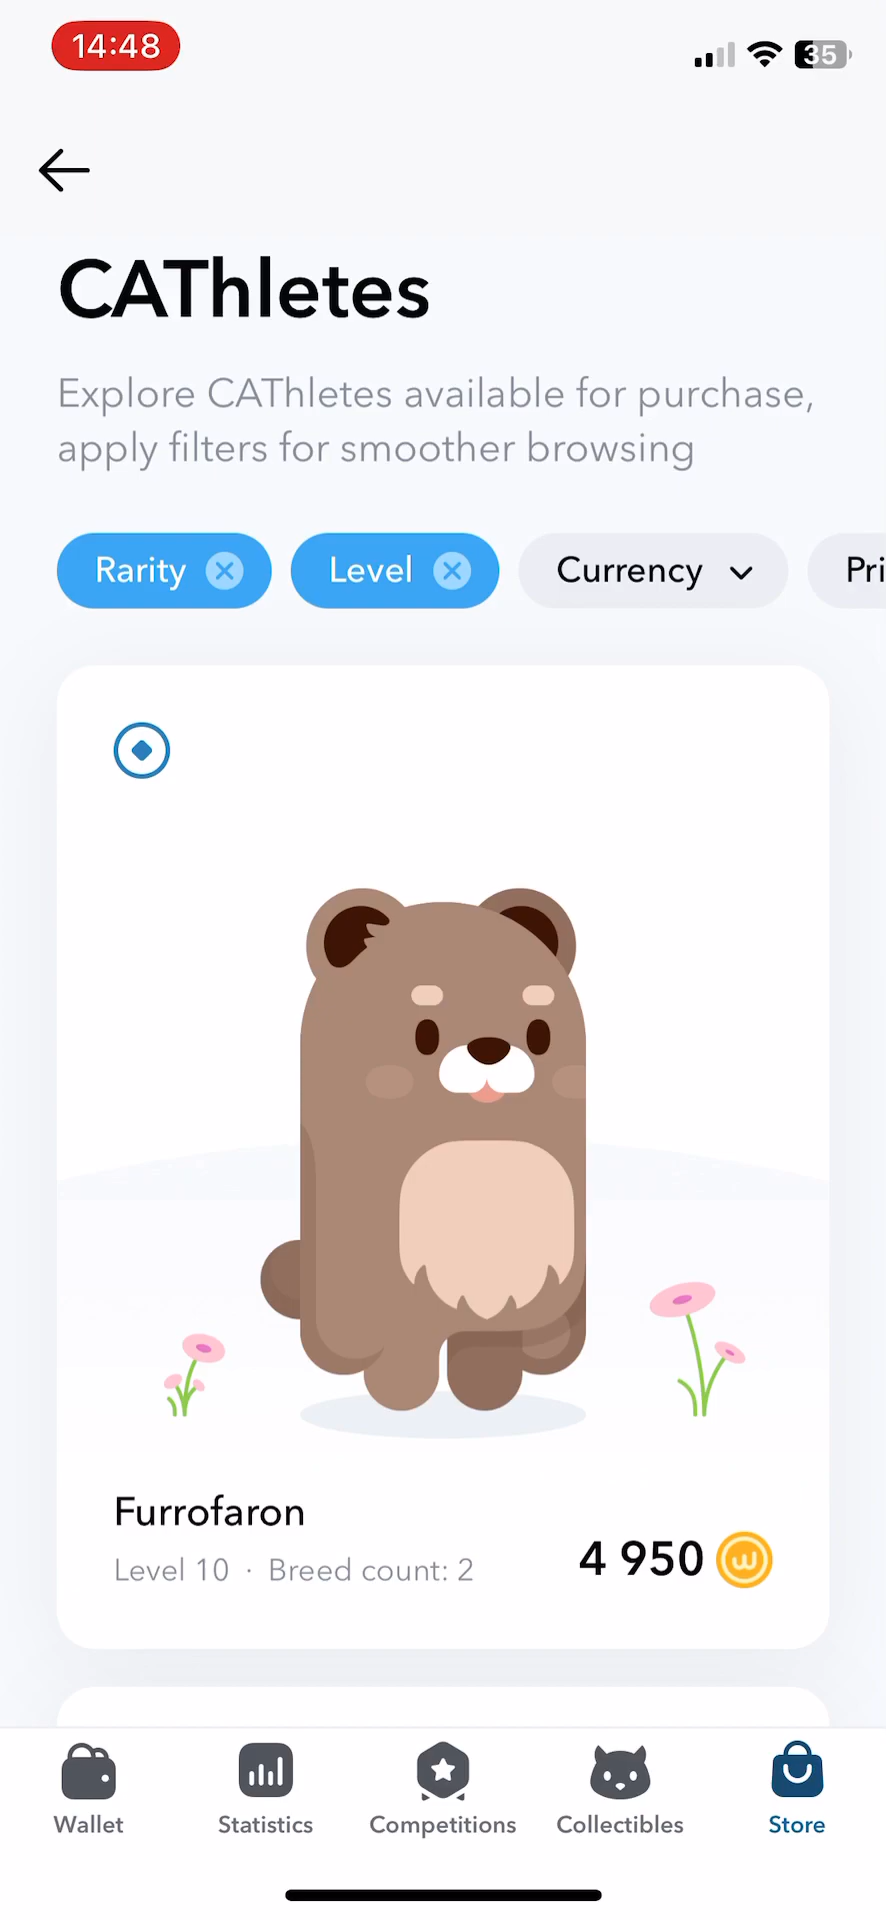 14:48
35
CAThletes
Explore CAThletes available for purchase,
apply filters for smoother browsing
Rarity
Level
Currency
Pri
Furrofaron
Level 10 · Breed count: 2
4 950
Wallet
Statistics
Competitions
Collectibles
Store